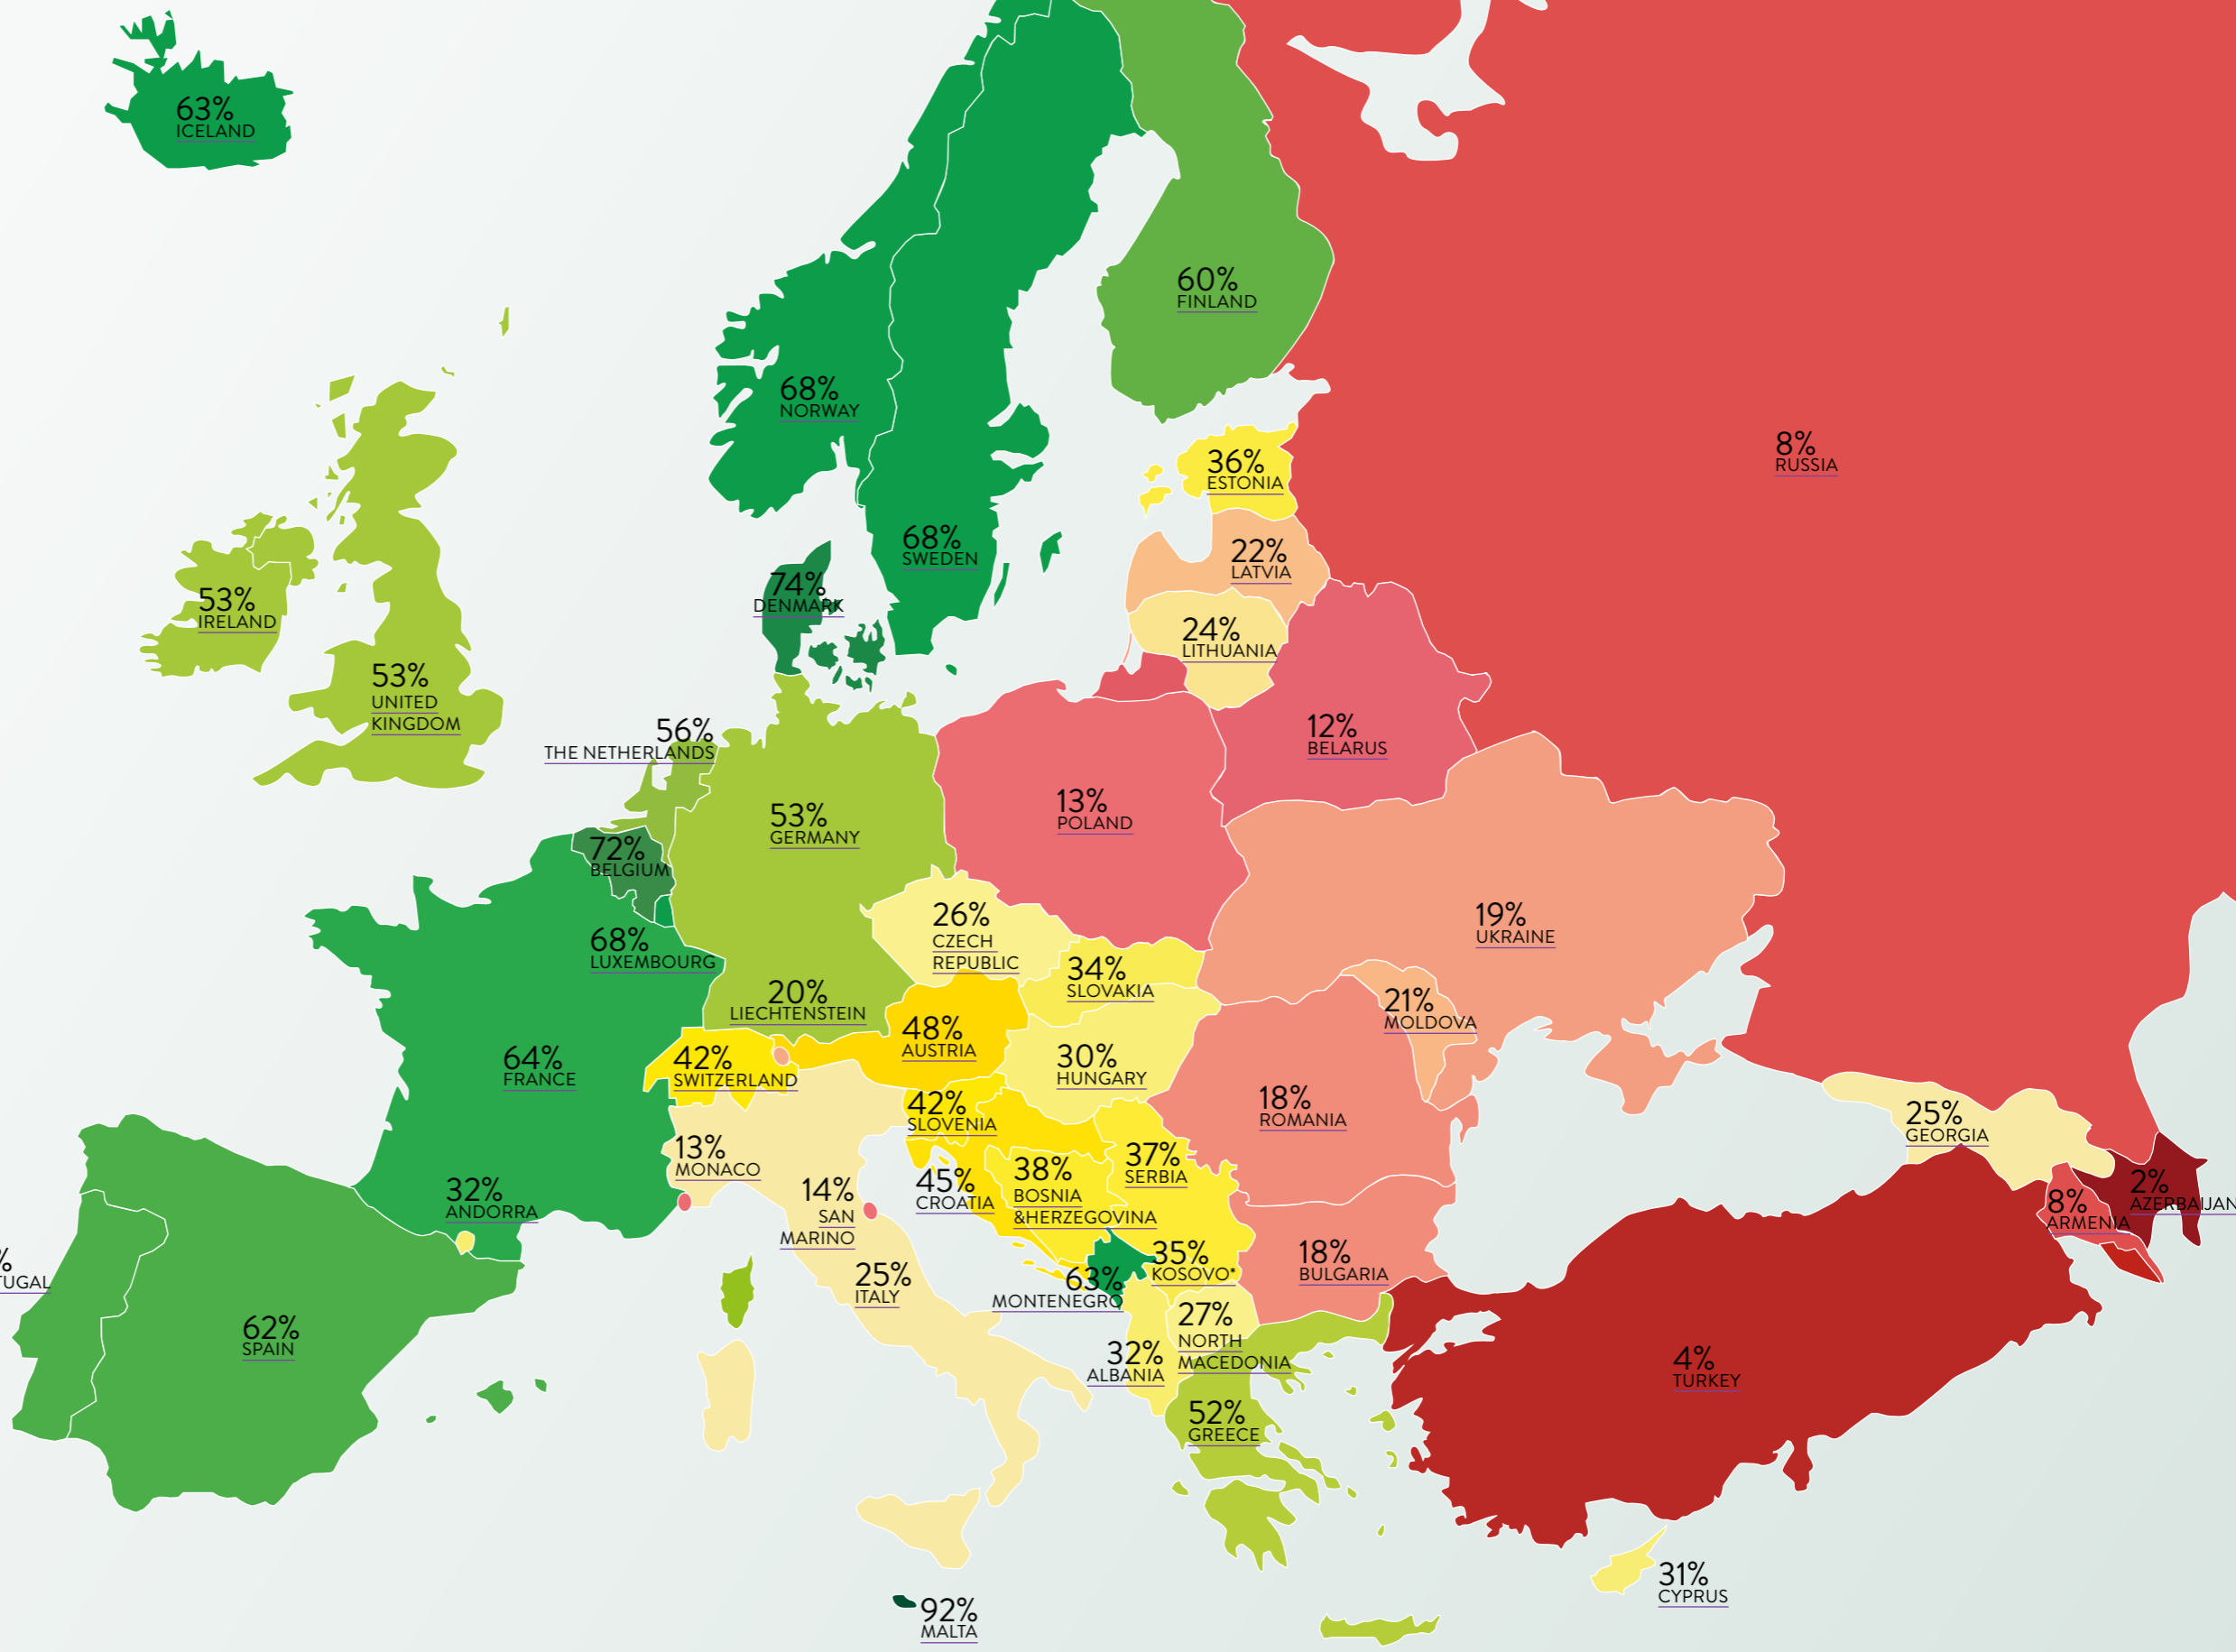 63%
ICELAND
60%
FINLAND
68%
NORWAY
8%
RUSSIA
36%
ESTONIA
68%
SWEDEN
22%
LATVIA
74%
DENMARK
53%
IRELAND
24%
LITHUANIA
53%
UNITED
KINGDOM
56%
THE NETHERLANDS
12%
BELARUS
13%
POLAND
53%
GERMANY
72%
BELGIUM
26%
CZECH
REPUBLIC
19%
UKRAINE
68%
LUXEMBOURG
34%
SLOVAKIA
20%
LIECHTENSTEIN
21%
MOLDOVA
48%
AUSTRIA
64%
FRANCE
42%
SWITZERLAND
30%
HUNGARY
42%
SLOVENIA
18%
ROMANIA
25%
GEORGIA
13%
MONACO
37%
SERBIA
38%
BOSNIA
&HERZEGOVINA
45%
CROATIA
32%
ANDORRA
14%
SAN
MARINO
2%
AZERBAIJAN
8%
ARMENIA
35%
KOSOVO*
18%
BULGARIA
%
TUGAL
25%
ITALY
63%
MONTENEGRO
62%
SPAIN
27%
NORTH
MACEDONIA
32%
ALBANIA
4%
TURKEY
52%
GREECE
31%
CYPRUS
92%
MALTA